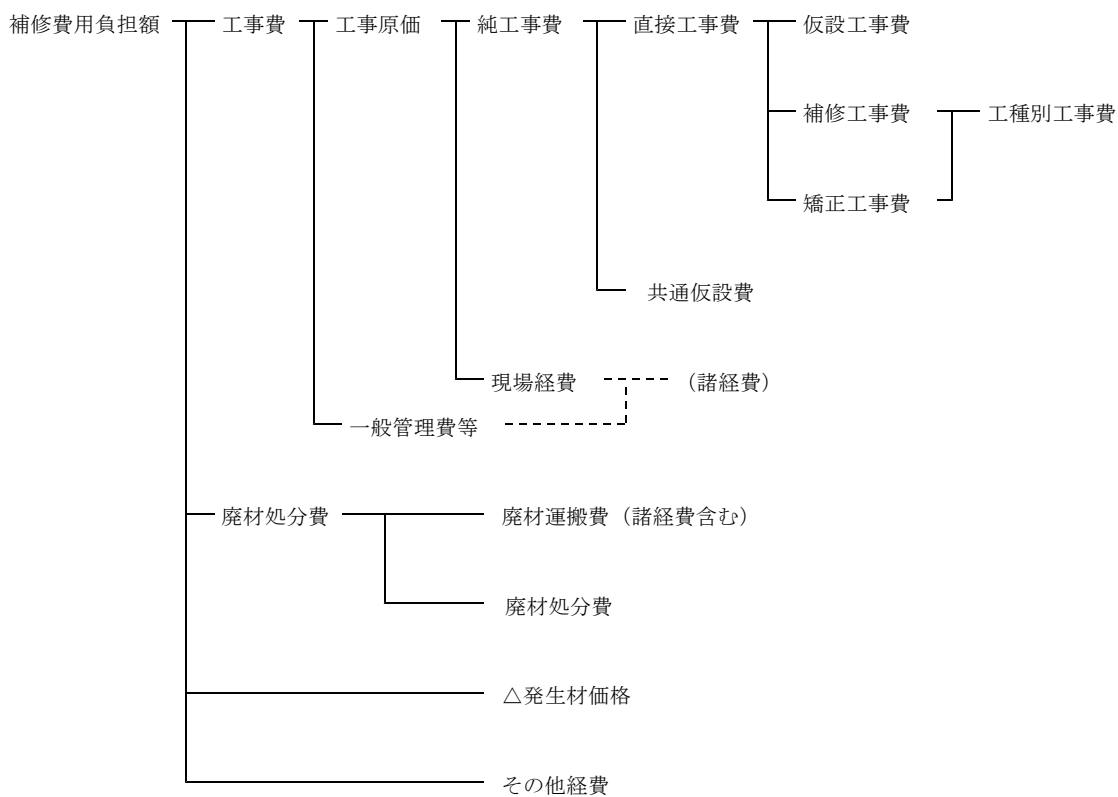 補修費用負担額 工事費 工事原価 純工事費 直接工事費 仮設工事費
補修工事費 工種別工事費
矯正工事費
共通仮設費
現場経費 (諸経費)
一般管理費等
廃材処分費 廃材運搬費(諸経費含む)
廃材処分費
△発生材価格
その他経費